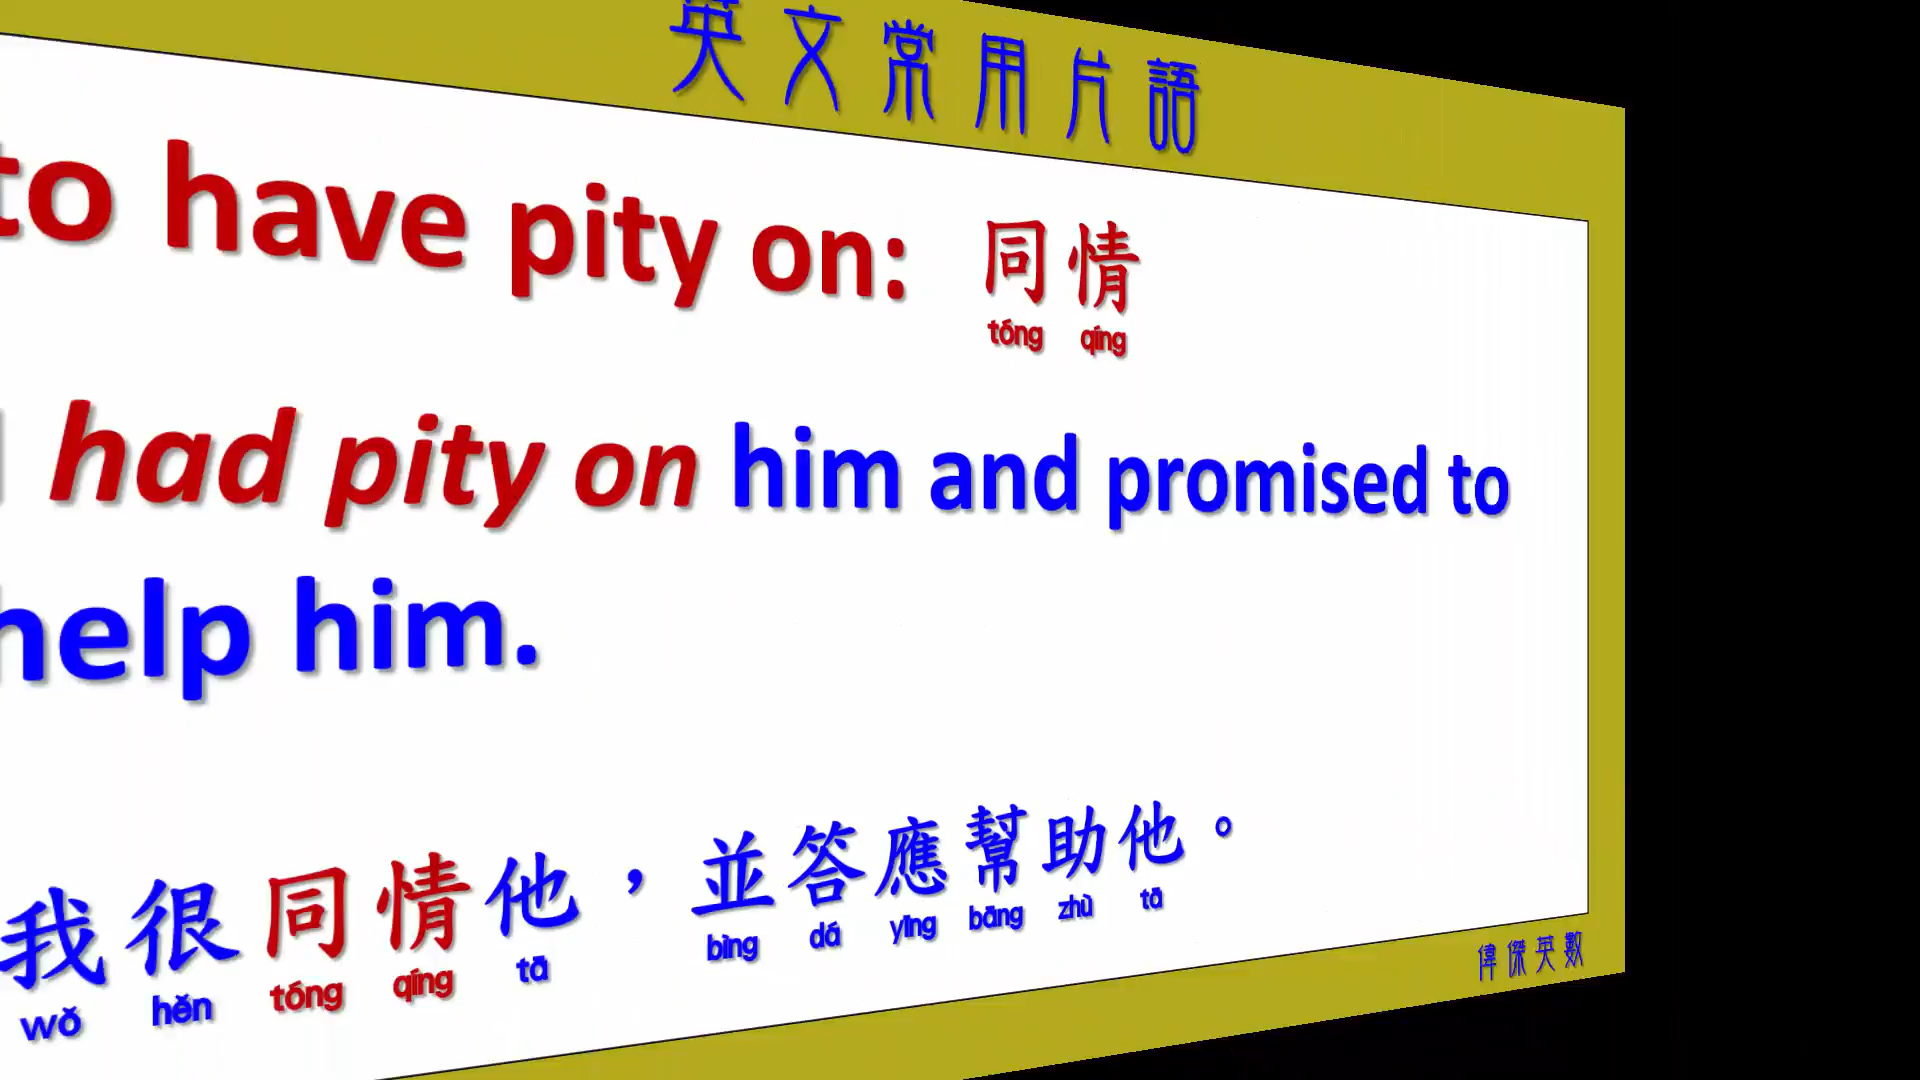 英文常用片語
to have pity on: 同情
tóng qíng
had pity on him and promised to
help him.
我很同情他，並答應幫助他。
wǒ hěn tóng qíng tā bìng dá yīng bāng zhù tā
偉傑英數